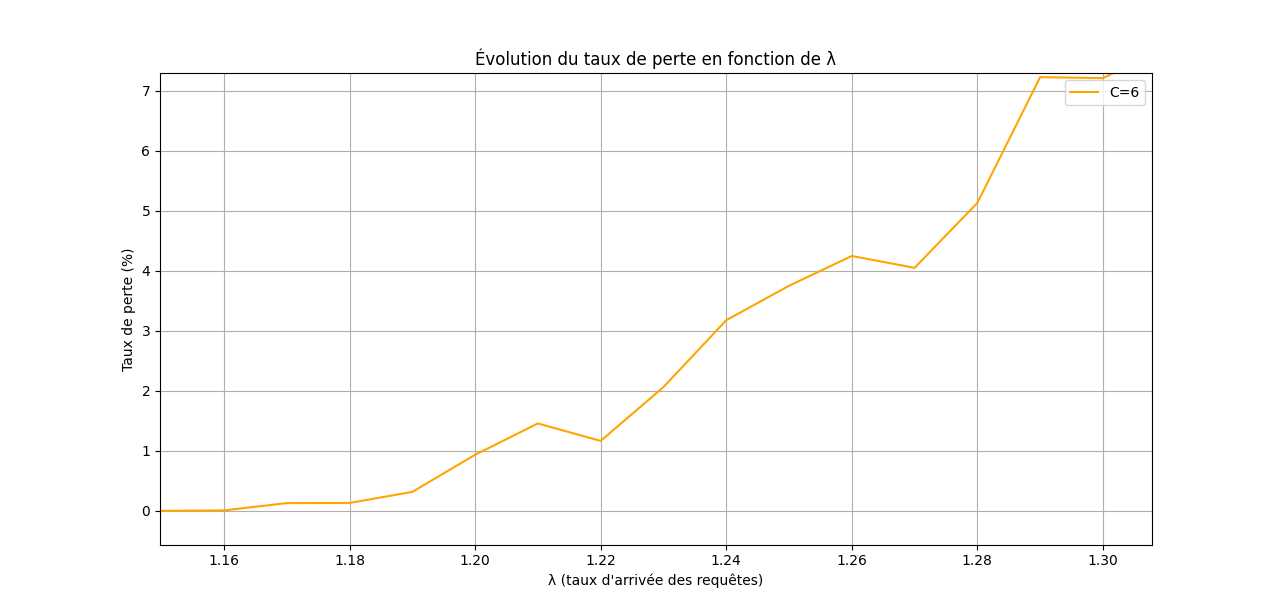 Évolution du taux de perte en fonction de λ
C=6
Taux de perte (%)
7
6
5
4
3
2
1
0
1.16 1.18 1.20 1.22 1.24 1.26 1.28 1.30
λ (taux d'arrivée des requêtes)